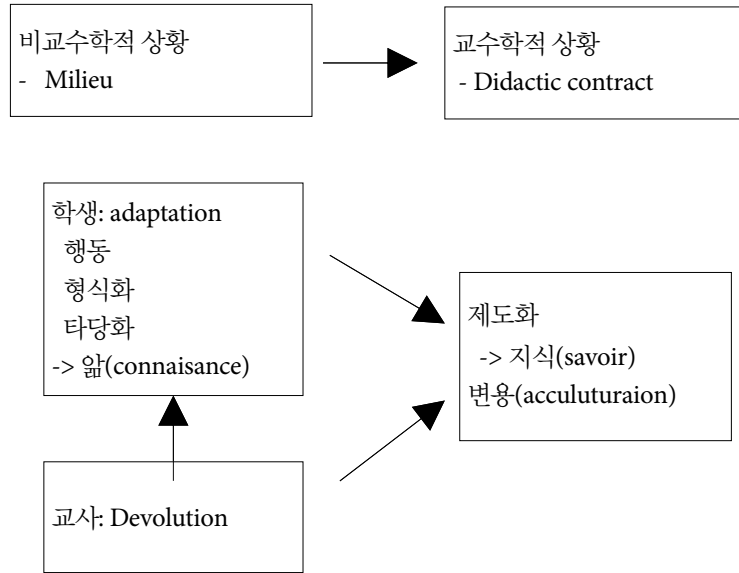 비교수학적 상황
- Milieu
교수학적 상황
- Didactic contract
학생: adaptation
행동
형식화
타당화
-> 앎(connaisance)
제도화
-> 지식(savoir)
변용(acculuturaion)
교사: Devolution